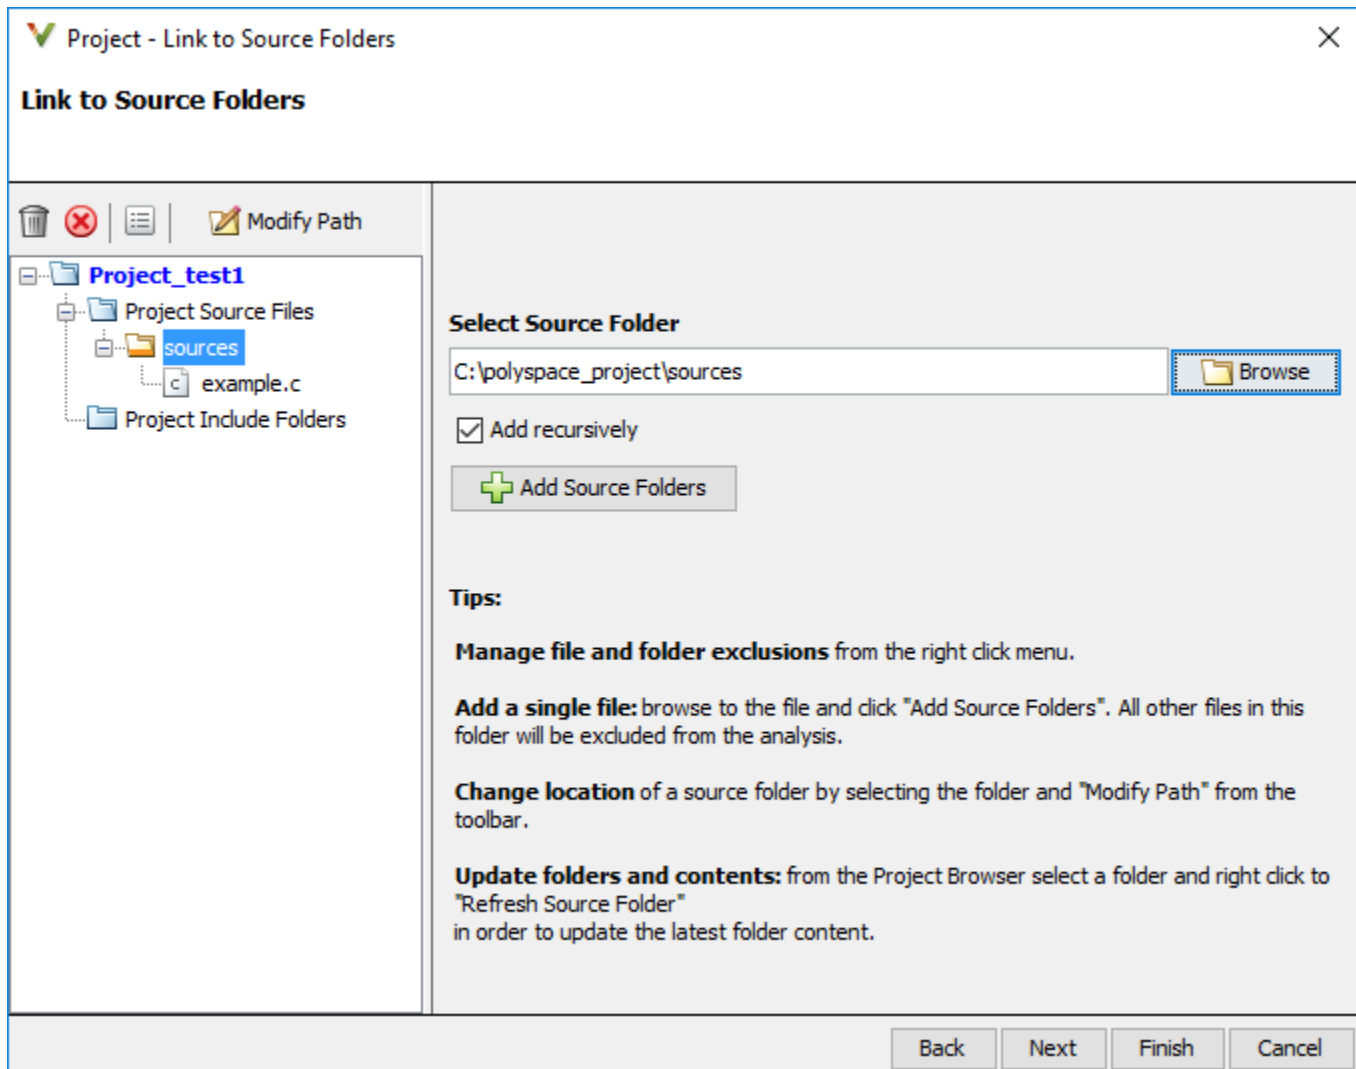 Project - Link to Source Folders
Link to Source Folders
Modify Path
Project_test1
Project Source Files
sources
c example.c
Project Include Folders
Select Source Folder
C:\polyspace_project\sources
Browse
Add recursively
Add Source Folders
Tips:
Manage file and folder exclusions from the right click menu.
Add a single file: browse to the file and click "Add Source Folders". All other files in this
folder will be excluded from the analysis.
Change location of a source folder by selecting the folder and "Modify Path" from the
toolbar.
Update folders and contents: from the Project Browser select a folder and right click to
"Refresh Source Folder"
in order to update the latest folder content.
Back Next Finish Cancel